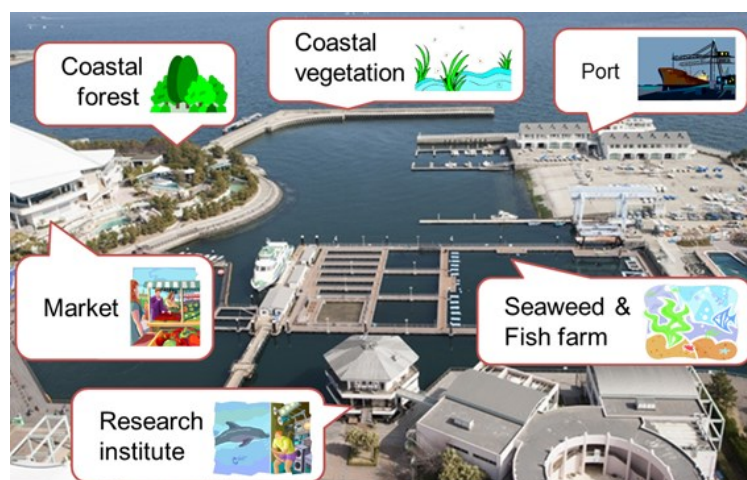 Coastal
forest
Coastal
vegetation
Port
Market
Seaweed &
Fish farm
Research
institute